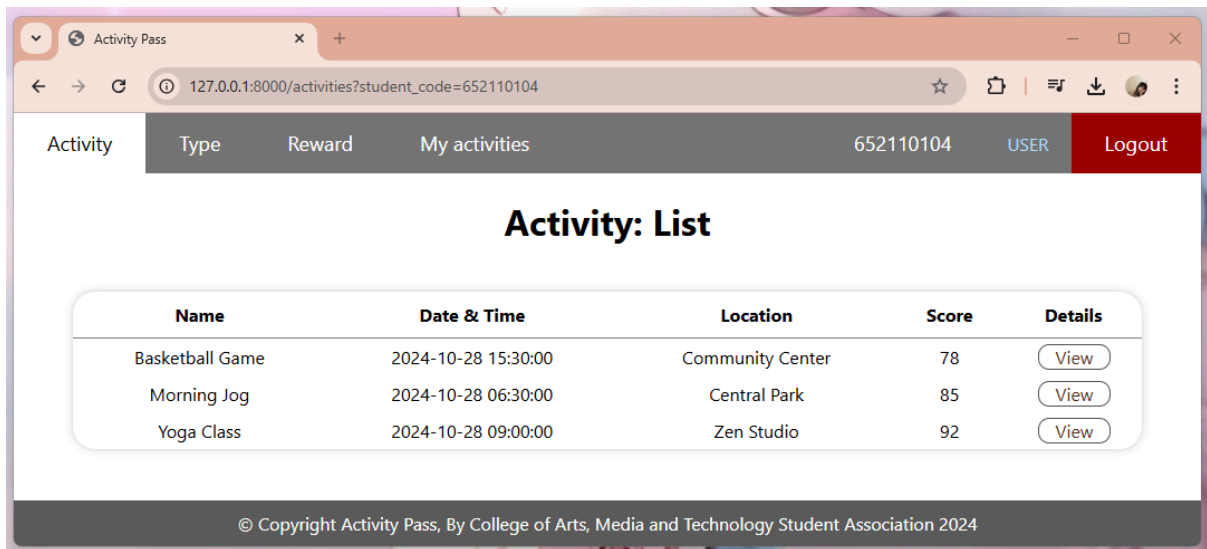 Activity Pass
127.0.0.1:8000/activities?student_code=652110104
Activity Type Reward My activities 652110104 USER Logout
Activity: List
Name Date & Time Location Score Details
Basketball Game 2024-10-28 15:30:00 Community Center 78 View
Morning Jog 2024-10-28 06:30:00 Central Park 85 View
Yoga Class 2024-10-28 09:00:00 Zen Studio 92 View
© Copyright Activity Pass, By College of Arts, Media and Technology Student Association 2024